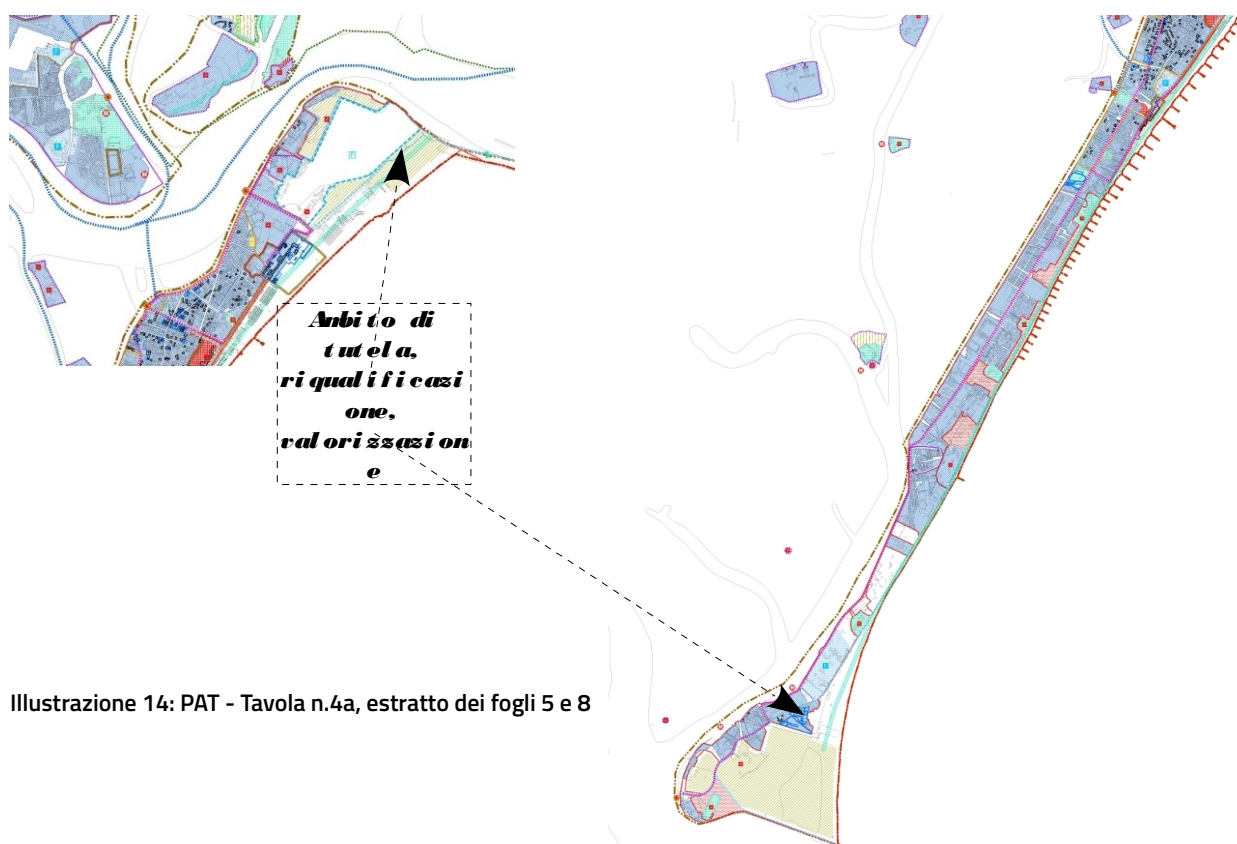 Ambito di
tutela,
riqualificazi
one,
valorizzazion
e
Illustrazione 14: PAT - Tavola n.4a, estratto dei fogli 5 e 8